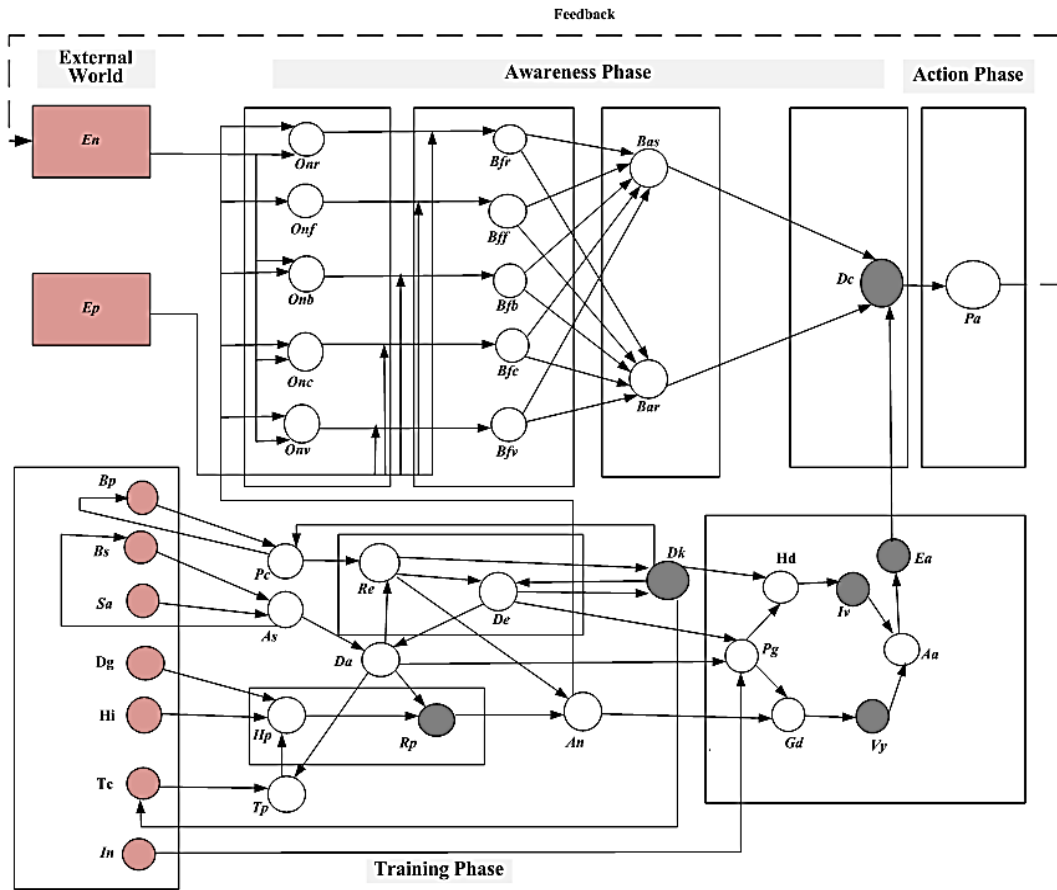 Feedback
External
World
Awareness Phase
Action Phase
En
Onr
Bfr
Bas
Onf
Bff
Ep
Onb
Bfb
Dc
Pa
Onc
Bfc
Bar
Onv
Bfv
Bp
Bs
Pc
Re
Dk
Hd
Ea
Sa
As
De
Iv
Dg
Da
Pg
Aa
Hi
Hp
Rp
An
Gd
Vy
Tc
Tp
In
Training Phase